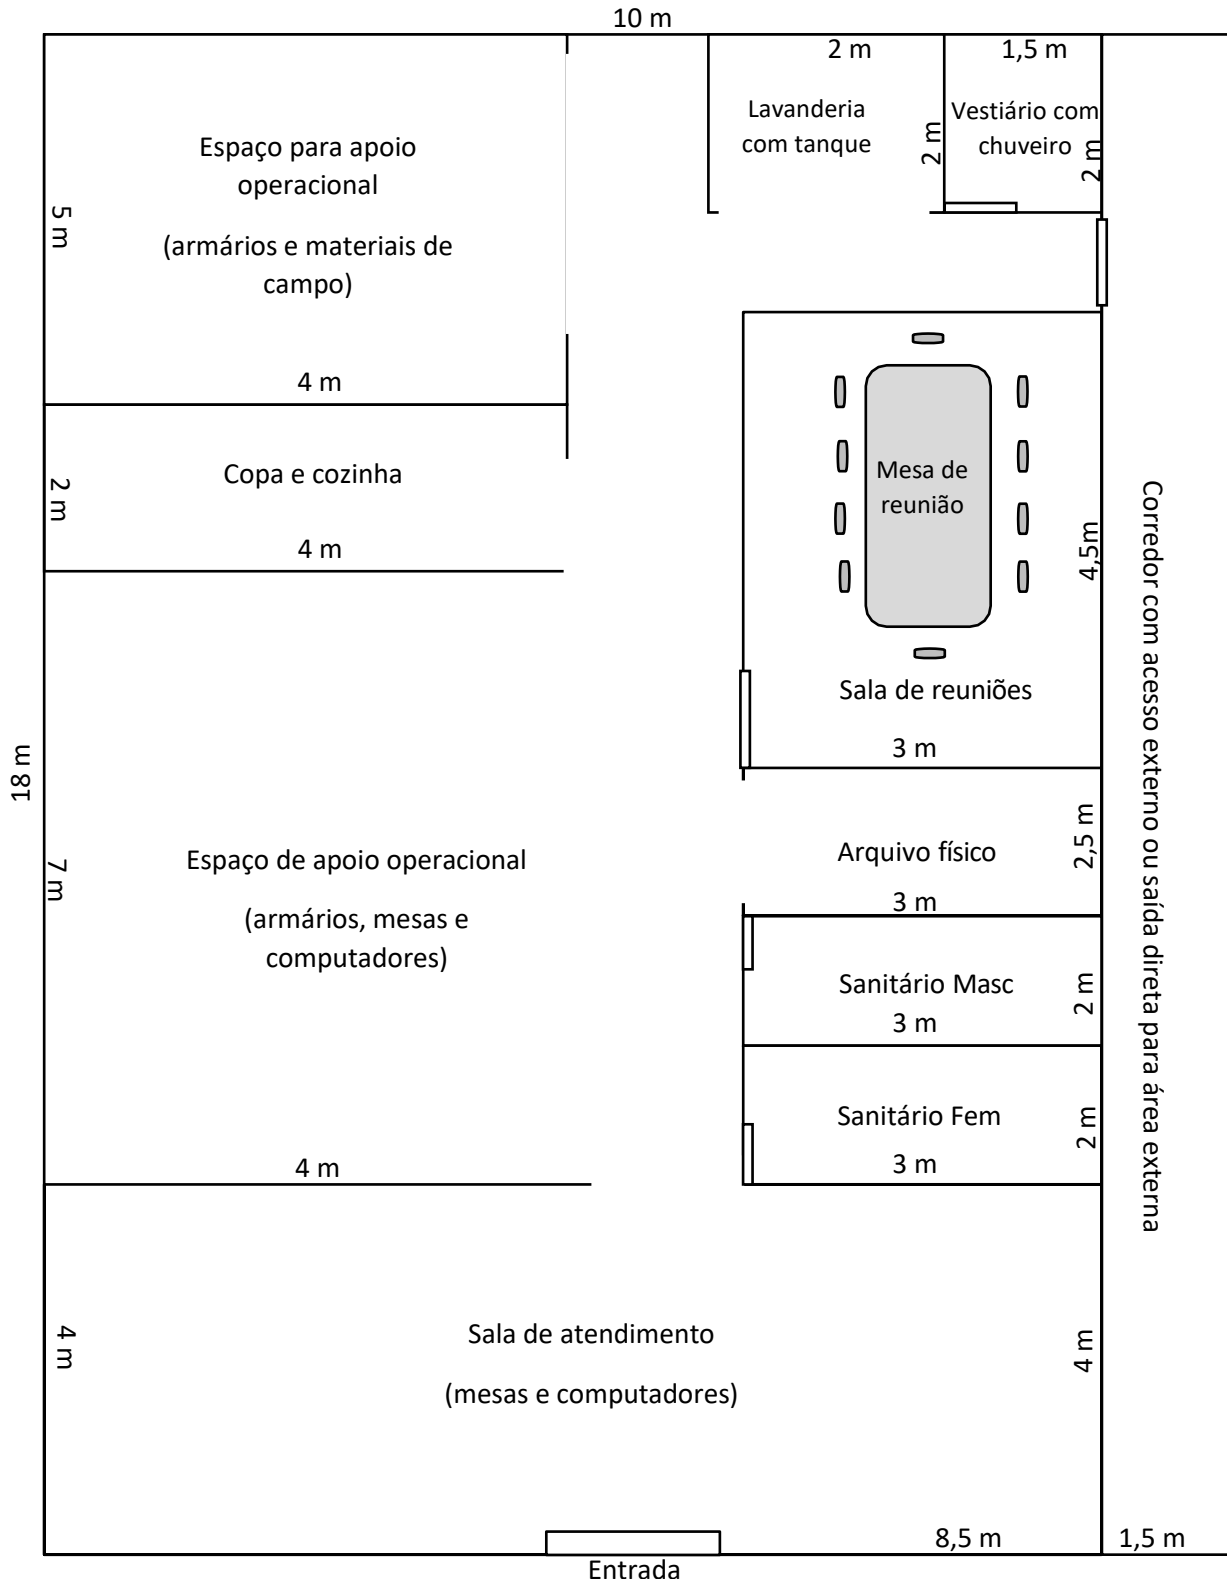 10 m
2 m
1,5 m
Lavanderia
com tanque
2 m
Vestiário com
chuveiro
2 m
Espaço para apoio
operacional
(armários e materiais de
campo)
5 m
4 m
Copa e cozinha
2 m
4 m
Mesa de
reunião
4,5m
Sala de reuniões
3 m
Corredor com acesso externo ou saída direta para área externa
18 m
7 m
Espaço de apoio operacional
(armários, mesas e
computadores)
4 m
Arquivo físico
2,5 m
3 m
Sanitário Masc
2 m
3 m
Sanitário Fem
2 m
3 m
Sala de atendimento
(mesas e computadores)
4 m
4 m
8,5 m
1,5 m
Entrada